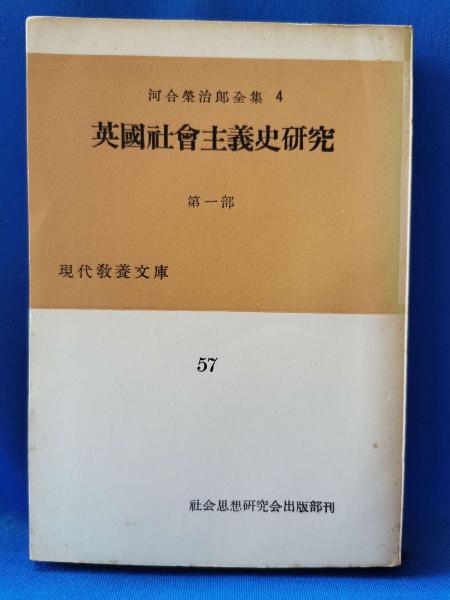 河合榮治郎全集 4
英國社會主義史研究
第一部
現代教養文庫
57
社会思想研究会出版部刊